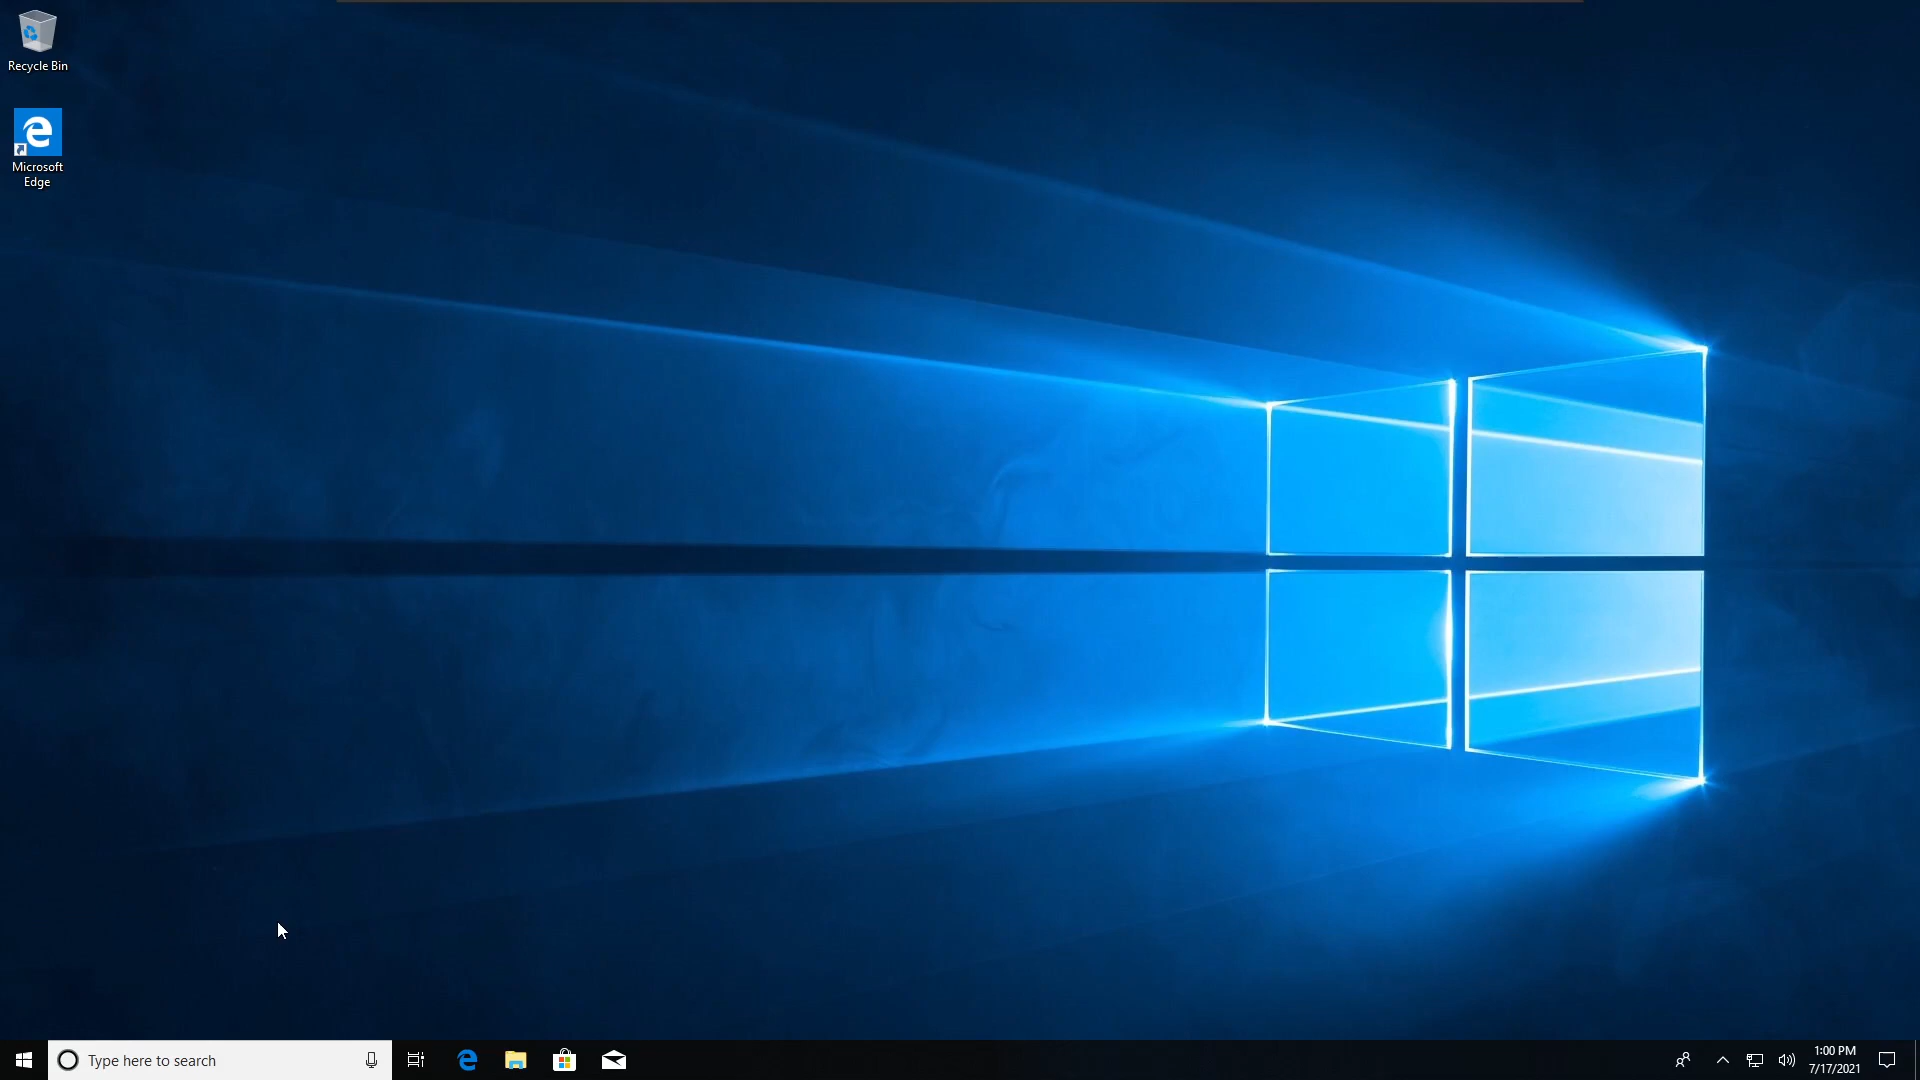 Recycle Bin
Microsoft
Edge
Type here to search
1:00 PM
7/17/2021